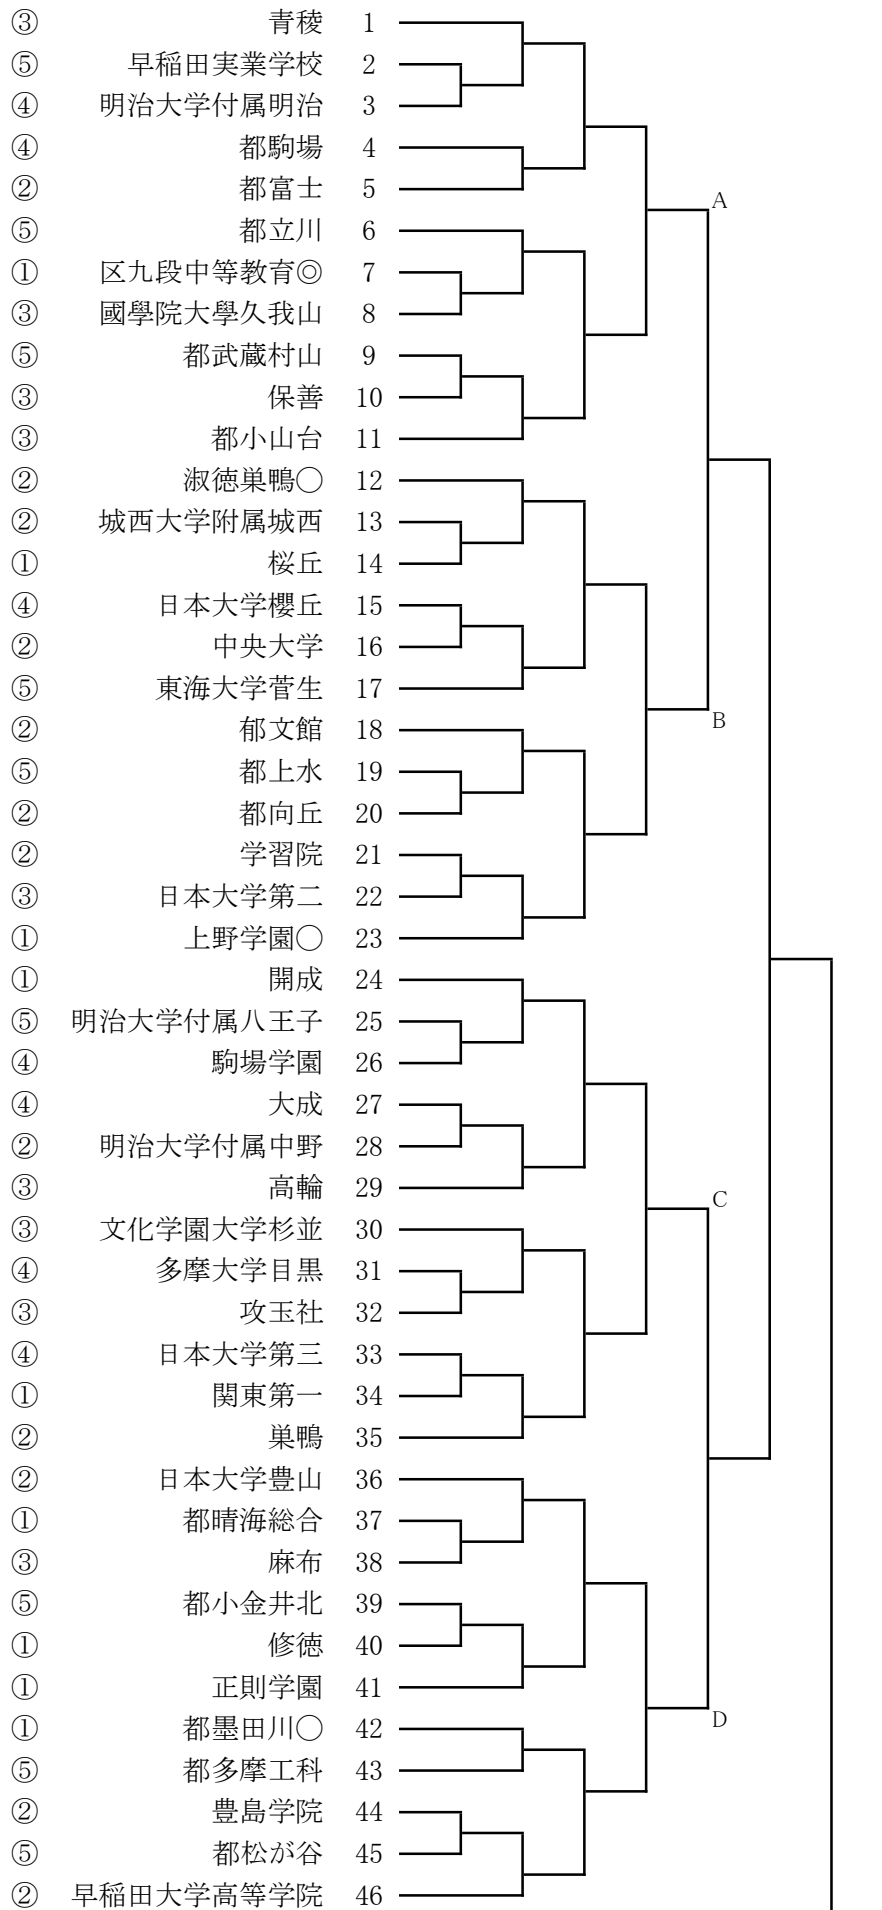 ③ 青稜 1
⑤ 早稲田実業学校 2
④ 明治大学付属明治 3
④ 都駒場 4
② 都富士 5
A
⑤ 都立川 6
① 区九段中等教育◎ 7
③ 國學院大學久我山 8
⑤ 都武蔵村山 9
③ 保善 10
③ 都小山台 11
② 淑徳巣鴨○ 12
② 城西大学附属城西 13
① 桜丘 14
④ 日本大学櫻丘 15
② 中央大学 16
⑤ 東海大学菅生 17
B
② 郁文館 18
⑤ 都上水 19
② 都向丘 20
② 学習院 21
③ 日本大学第二 22
① 上野学園○ 23
① 開成 24
⑤ 明治大学付属八王子 25
④ 駒場学園 26
④ 大成 27
② 明治大学付属中野 28
③ 高輪 29
C
③ 文化学園大学杉並 30
④ 多摩大学目黒 31
③ 攻玉社 32
④ 日本大学第三 33
① 関東第一 34
② 巣鴨 35
② 日本大学豊山 36
① 都晴海総合 37
③ 麻布 38
⑤ 都小金井北 39
① 修徳 40
① 正則学園 41
D
① 都墨田川○ 42
⑤ 都多摩工科 43
② 豊島学院 44
⑤ 都松が谷 45
② 早稲田大学高等学院 46